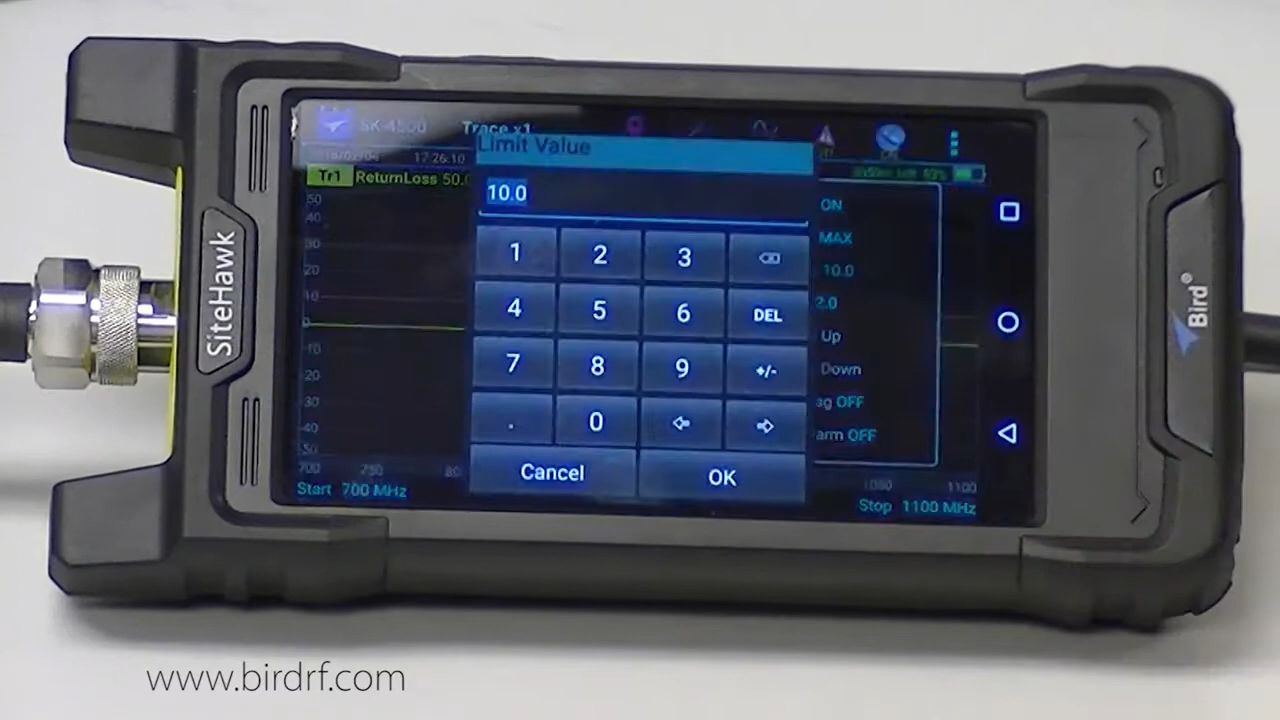 SK-4500 Trace x1
17:26:10
Limit Value
Tr1 ReturnLoss 50.0
10.0
50
40
30
20
10
0
-10
-20
-30
-40
-50
700 750 80
1050 1100
Start 700 MHz
Stop 1100 MHz
1 2 3
4 5 6 DEL
7 8 9 +/-
. 0
Cancel OK
ON
MAX
10.0
2.0
Up
Down
OFF
OFF
SiteHawk
Bird®
www.birdrf.com